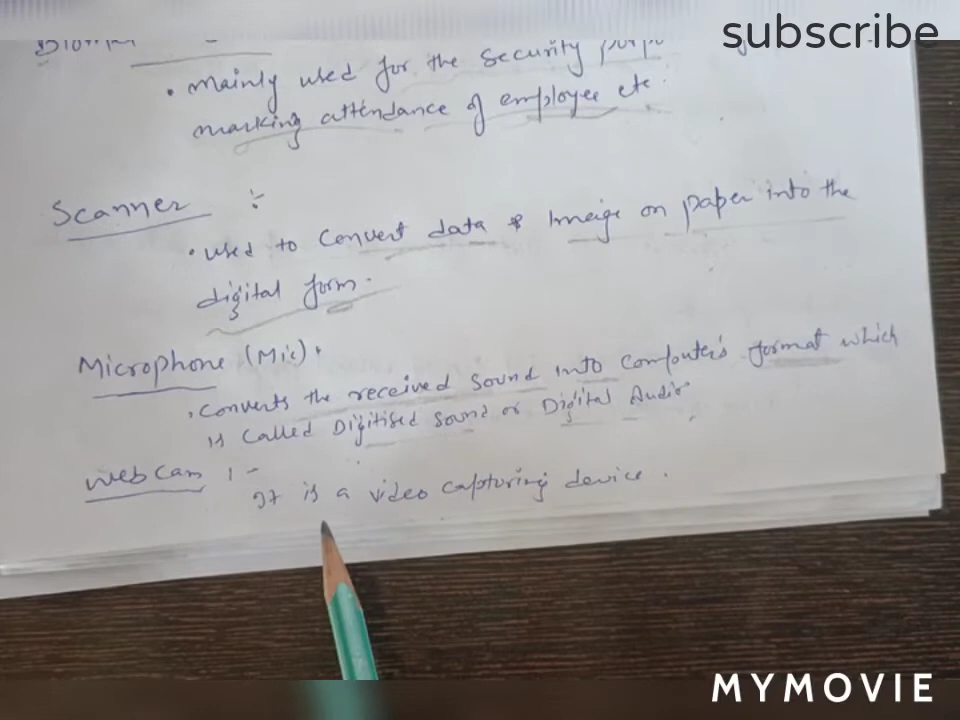 subscribe
• Mainly used for the Security
marking attendance of employee etc.
Scanner :-
• used to convert data & Image on paper into the
digital form.
Microphone (Mic).
• Converts the received Sound into Computer's format which
is called Digitised Sound or Digital Audio
Web Cam :-
It is a video capturing device.
MYMOVIE